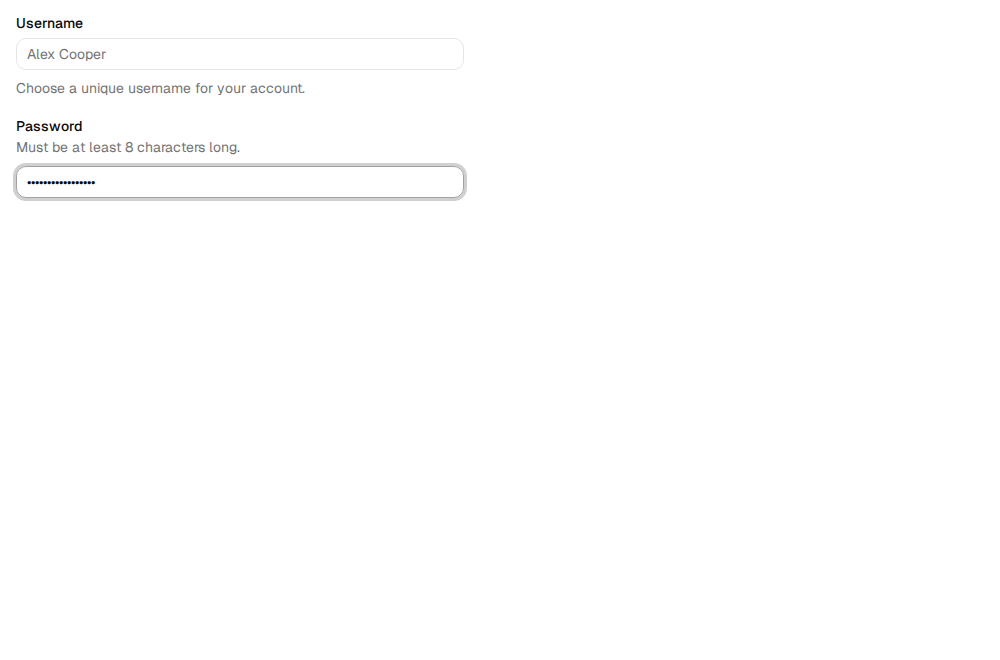 Username
Alex Cooper
Choose a unique username for your account.
Password
Must be at least 8 characters long.
•••••••••••••••••